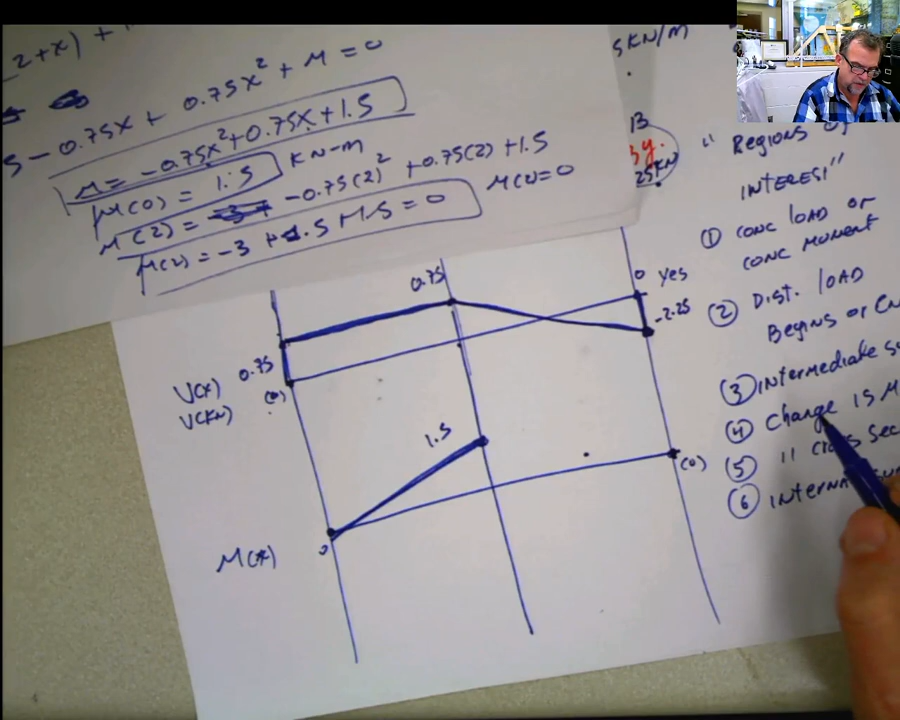 2+x) +
5 - 0.75x + 0.75x² + M = 0
M = -0.75x² + 0.75x + 1.5
M(0) = 1.5 KN-M
M(2) = -0.75(2)² + 0.75(2) + 1.5
M(2) = -3 + 1.5 + 1.5 = 0 M(2)=0
5KN/M
B
By
25KN
"REGIONS OF
INTEREST"
① CONC LOAD OR
CONC MOMENT
② DIST. LOAD
BEGINS OR EN
③ INTERMEDIATE SU
④ CHANGE IS M
⑤ " CROSS SEC
⑥ INTERNA
0.75
0 YES
-2.25
0.75
V(X)
V(KN)
(0)
1.5
(0)
0
M(X)